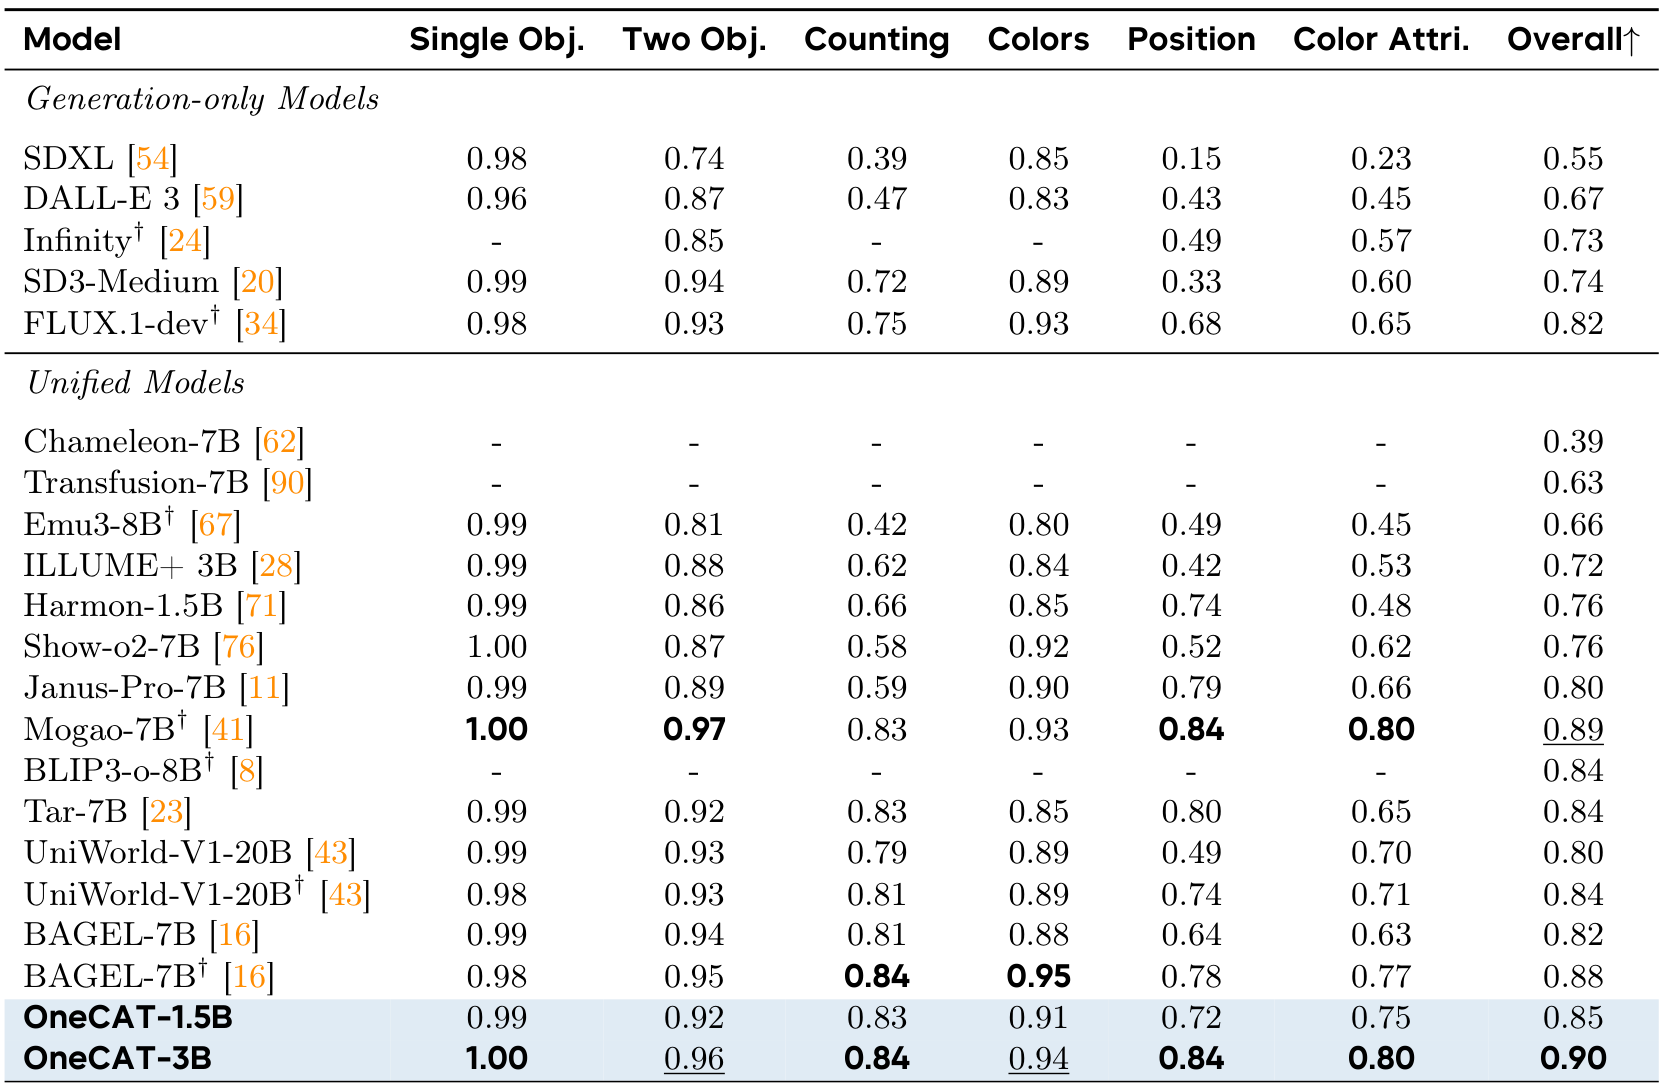 Model Single Obj. Two Obj. Counting Colors Position Color Attri. Overall↑
Generation-only Models
SDXL [54] 0.98 0.74 0.39 0.85 0.15 0.23 0.55
DALL-E 3 [59] 0.96 0.87 0.47 0.83 0.43 0.45 0.67
Infinity† [24] - 0.85 - - 0.49 0.57 0.73
SD3-Medium [20] 0.99 0.94 0.72 0.89 0.33 0.60 0.74
FLUX.1-dev† [34] 0.98 0.93 0.75 0.93 0.68 0.65 0.82
Unified Models
Chameleon-7B [62] - - - - - - 0.39
Transfusion-7B [90] - - - - - - 0.63
Emu3-8B† [67] 0.99 0.81 0.42 0.80 0.49 0.45 0.66
ILLUME+ 3B [28] 0.99 0.88 0.62 0.84 0.42 0.53 0.72
Harmon-1.5B [71] 0.99 0.86 0.66 0.85 0.74 0.48 0.76
Show-o2-7B [76] 1.00 0.87 0.58 0.92 0.52 0.62 0.76
Janus-Pro-7B [11] 0.99 0.89 0.59 0.90 0.79 0.66 0.80
Mogao-7B† [41] 1.00 0.97 0.83 0.93 0.84 0.80 0.89
BLIP3-o-8B† [8] - - - - - - 0.84
Tar-7B [23] 0.99 0.92 0.83 0.85 0.80 0.65 0.84
UniWorld-V1-20B [43] 0.99 0.93 0.79 0.89 0.49 0.70 0.80
UniWorld-V1-20B† [43] 0.98 0.93 0.81 0.89 0.74 0.71 0.84
BAGEL-7B [16] 0.99 0.94 0.81 0.88 0.64 0.63 0.82
BAGEL-7B† [16] 0.98 0.95 0.84 0.95 0.78 0.77 0.88
OneCAT-1.5B 0.99 0.92 0.83 0.91 0.72 0.75 0.85
OneCAT-3B 1.00 0.96 0.84 0.94 0.84 0.80 0.90